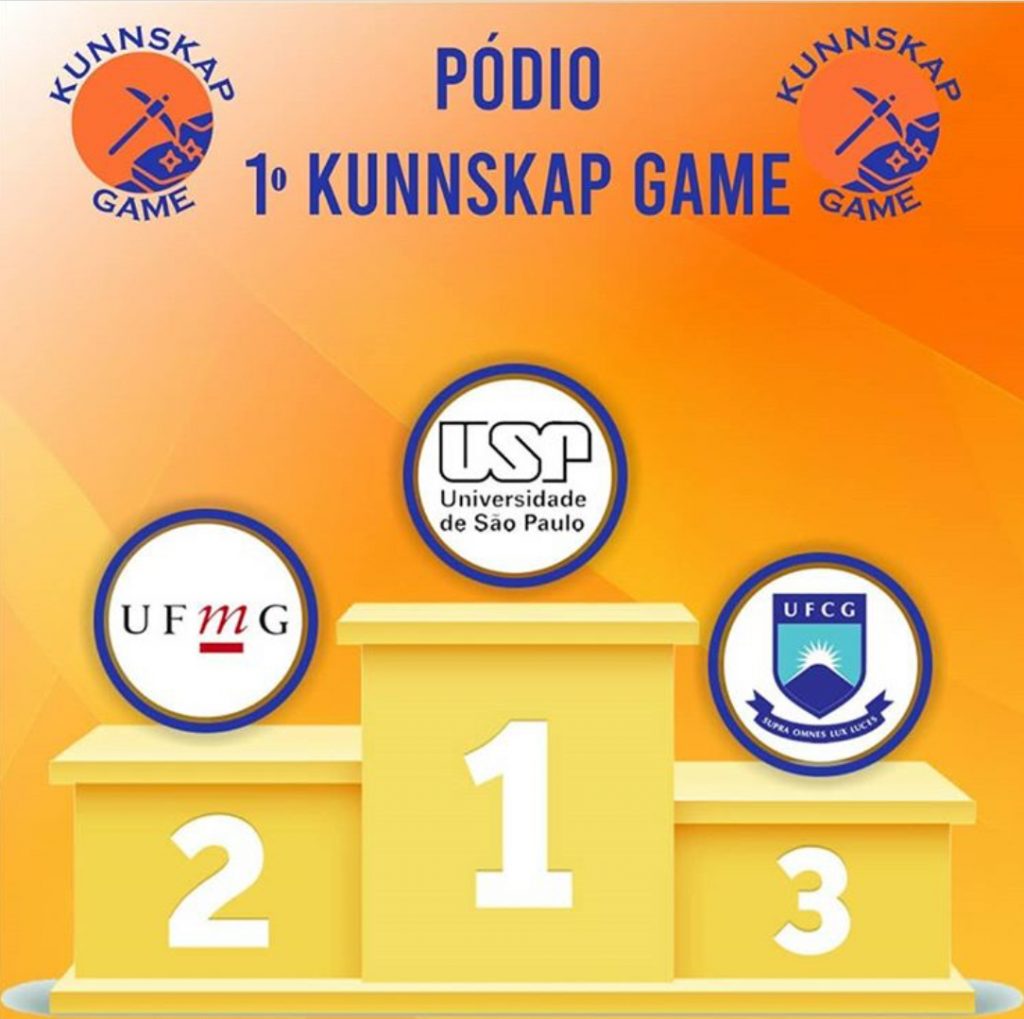 KUNNSKAP
GAME
PÓDIO
1º KUNNSKAP GAME
KUNNSKAP
GAME
USP
Universidade
de São Paulo
UFmG
UFCG
SUPRA OMNES LUX LUCES
1
2
3